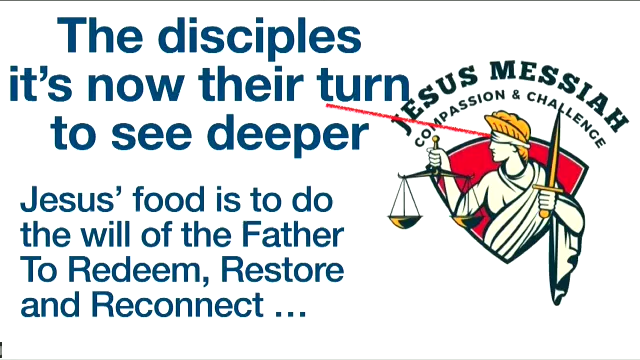 The disciples
it's now their turn
to see deeper
JESUS MESSIAH
COMPASSION & CHALLENGE
Jesus' food is to do
the will of the Father
To Redeem, Restore
and Reconnect ...